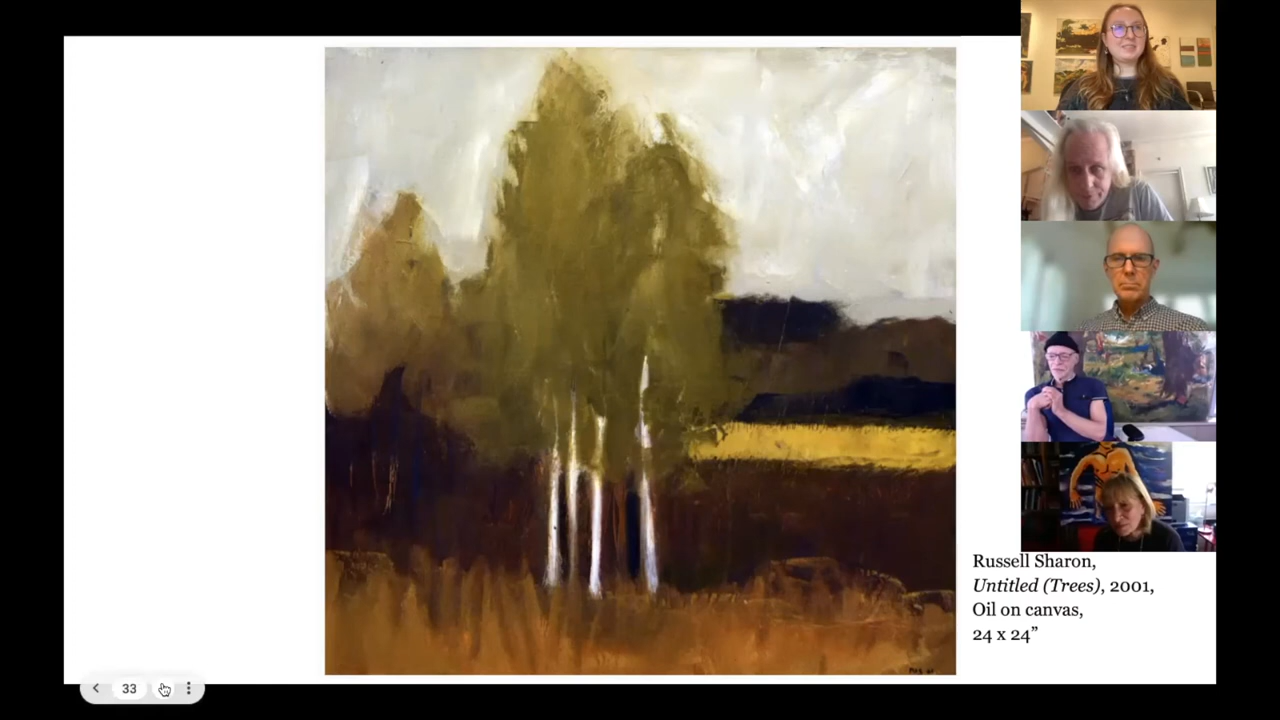 Russell Sharon,
Untitled (Trees), 2001,
Oil on canvas,
24 x 24”
33